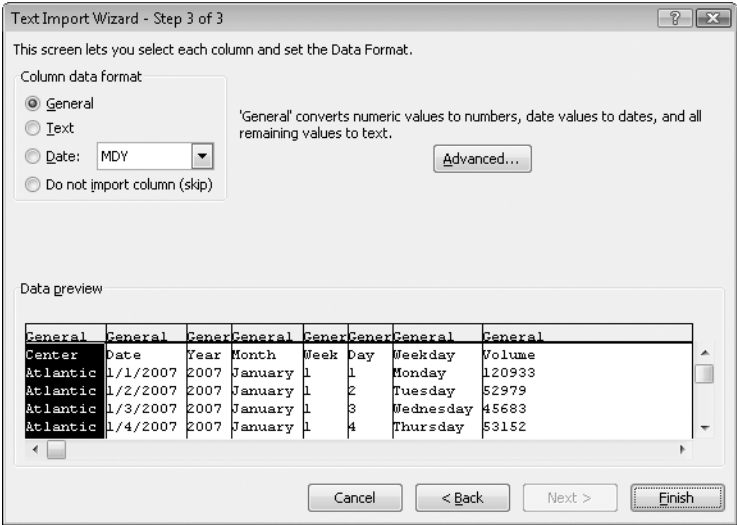 Text Import Wizard - Step 3 of 3
This screen lets you select each column and set the Data Format.
Column data format
General
Text
Date: MDY
Do not import column (skip)
'General' converts numeric values to numbers, date values to dates, and all
remaining values to text.
Advanced...
Data preview
General General General General General General General General
Center Date Year Month Week Day Weekday Volume
Atlantic 1/1/2007 2007 January 1 1 Monday 120933
Atlantic 1/2/2007 2007 January 1 2 Tuesday 52979
Atlantic 1/3/2007 2007 January 1 3 Wednesday 45683
Atlantic 1/4/2007 2007 January 1 4 Thursday 53152
Cancel < Back Next > Finish